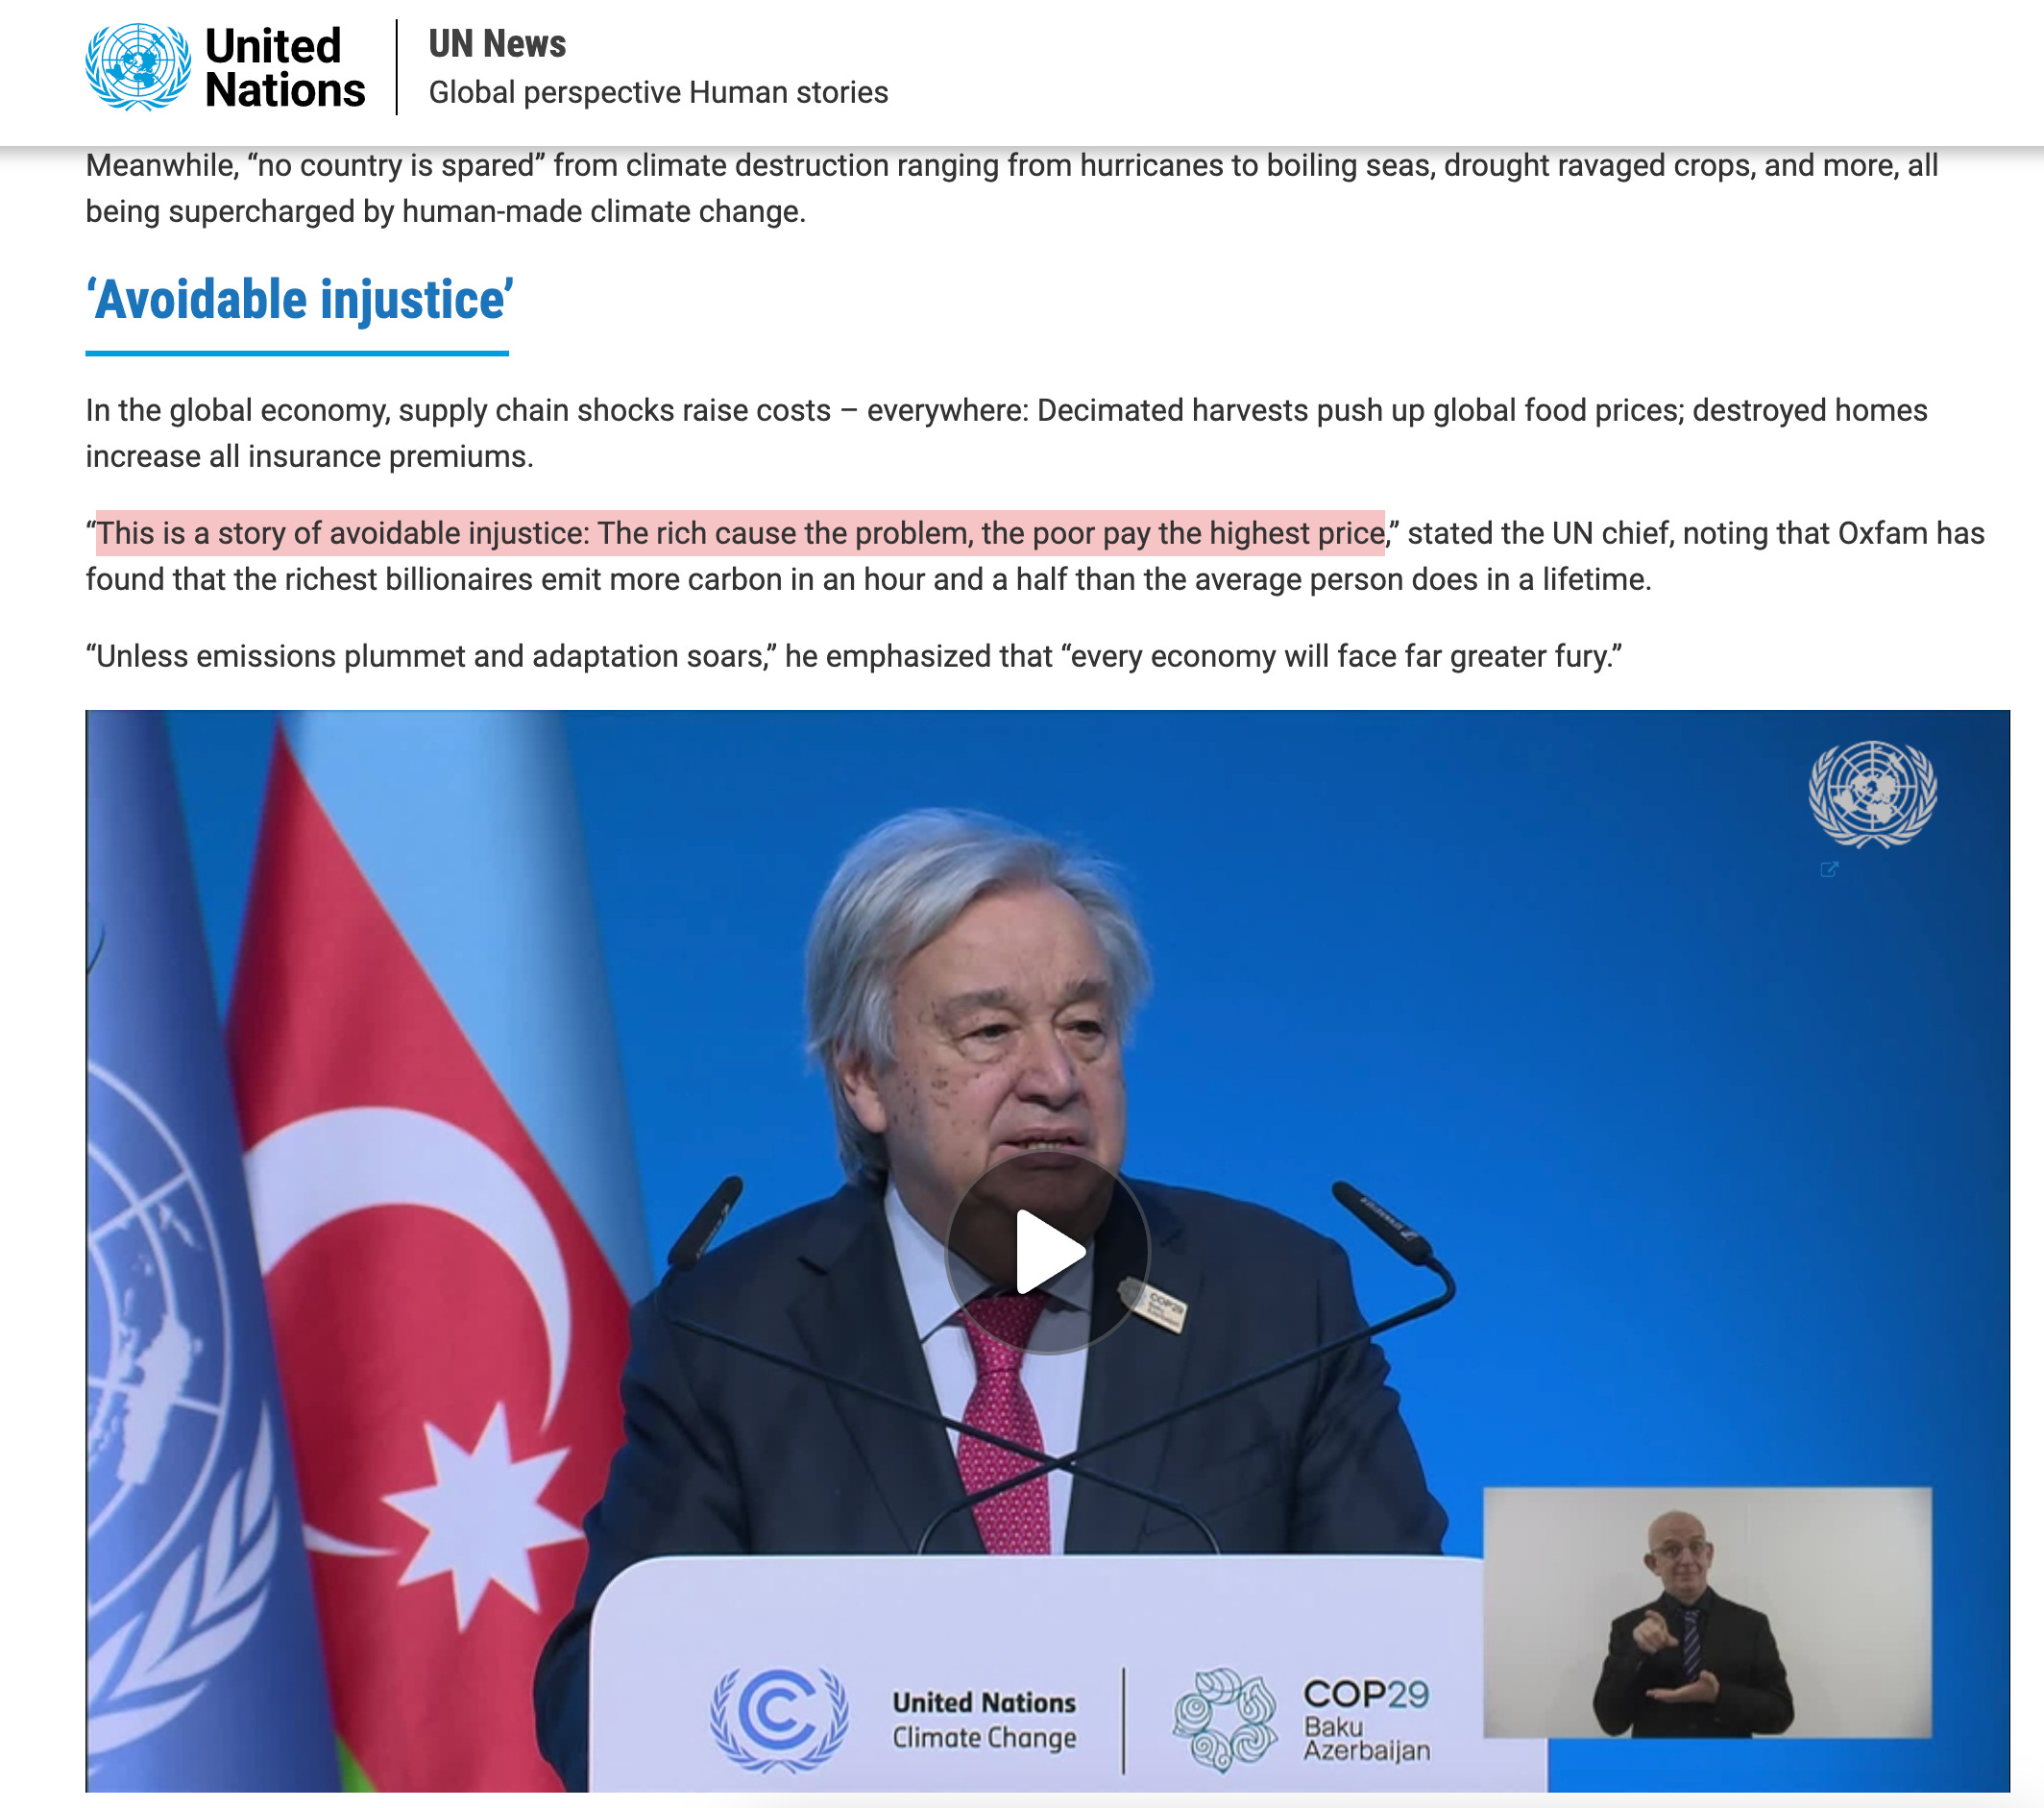 United
Nations
UN News
Global perspective Human stories
Meanwhile, “no country is spared” from climate destruction ranging from hurricanes to boiling seas, drought ravaged crops, and more, all
being supercharged by human-made climate change.
‘Avoidable injustice’
In the global economy, supply chain shocks raise costs – everywhere: Decimated harvests push up global food prices; destroyed homes
increase all insurance premiums.
“This is a story of avoidable injustice: The rich cause the problem, the poor pay the highest price,” stated the UN chief, noting that Oxfam has
found that the richest billionaires emit more carbon in an hour and a half than the average person does in a lifetime.
“Unless emissions plummet and adaptation soars,” he emphasized that “every economy will face far greater fury.”
COP29
Baku
United Nations
Climate Change
COP29
Baku
Azerbaijan